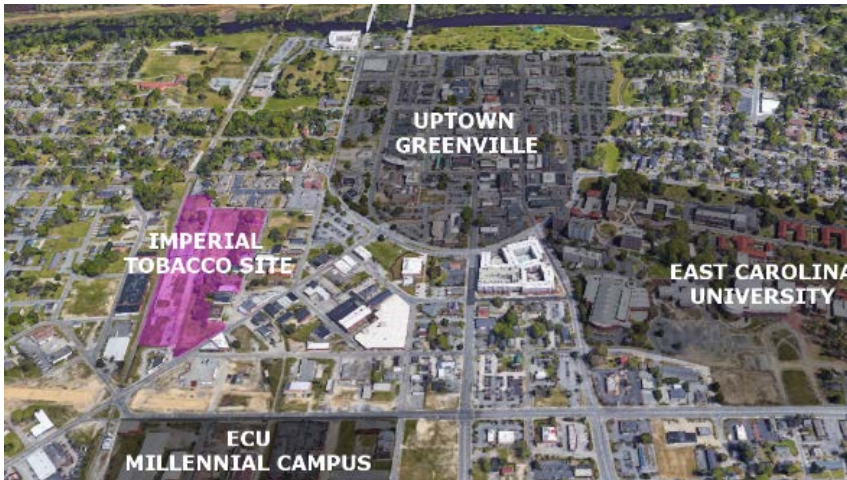 UPTOWN
GREENVILLE
IMPERIAL
TOBACCO SITE
EAST CAROLINA
UNIVERSITY
ECU
MILLENNIAL CAMPUS